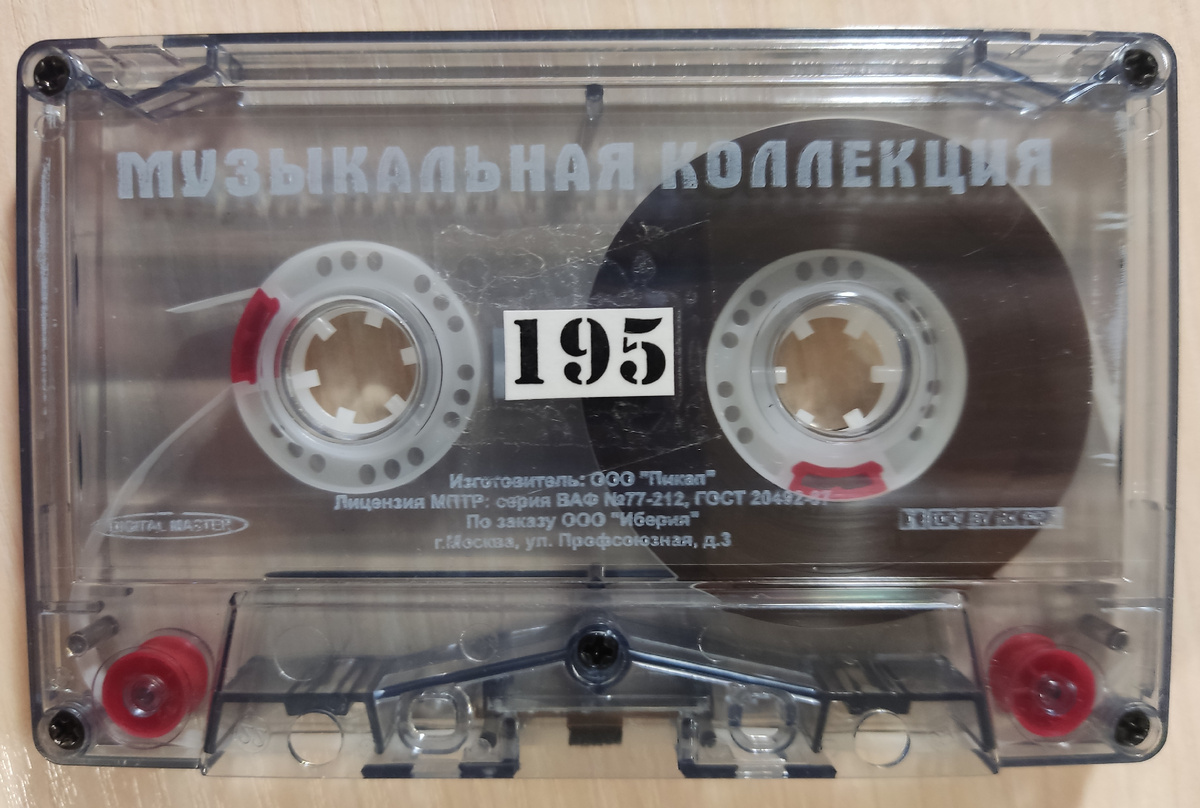 МУЗЫКАЛЬНАЯ КОЛЛЕКЦИЯ
195
Изготовитель: ООО "Пикап"
Лицензия МПТР: серия ВАФ №77-212, ГОСТ 20492-87
DIGITAL MASTER
По заказу ООО "Иберия"
г.Москва, ул. Профсоюзная, д.3